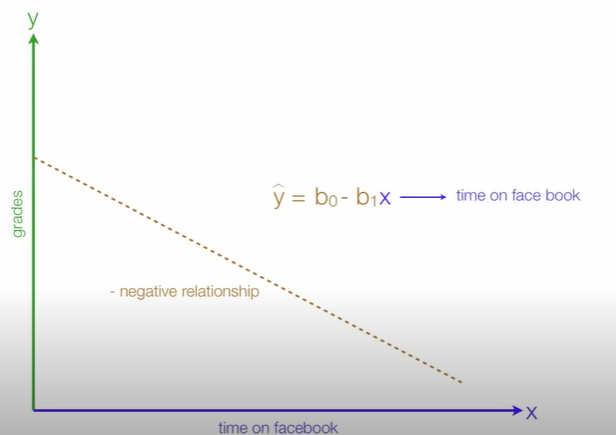 y
grades
ŷ = b₀ - b₁x
time on face book
- negative relationship
x
time on facebook